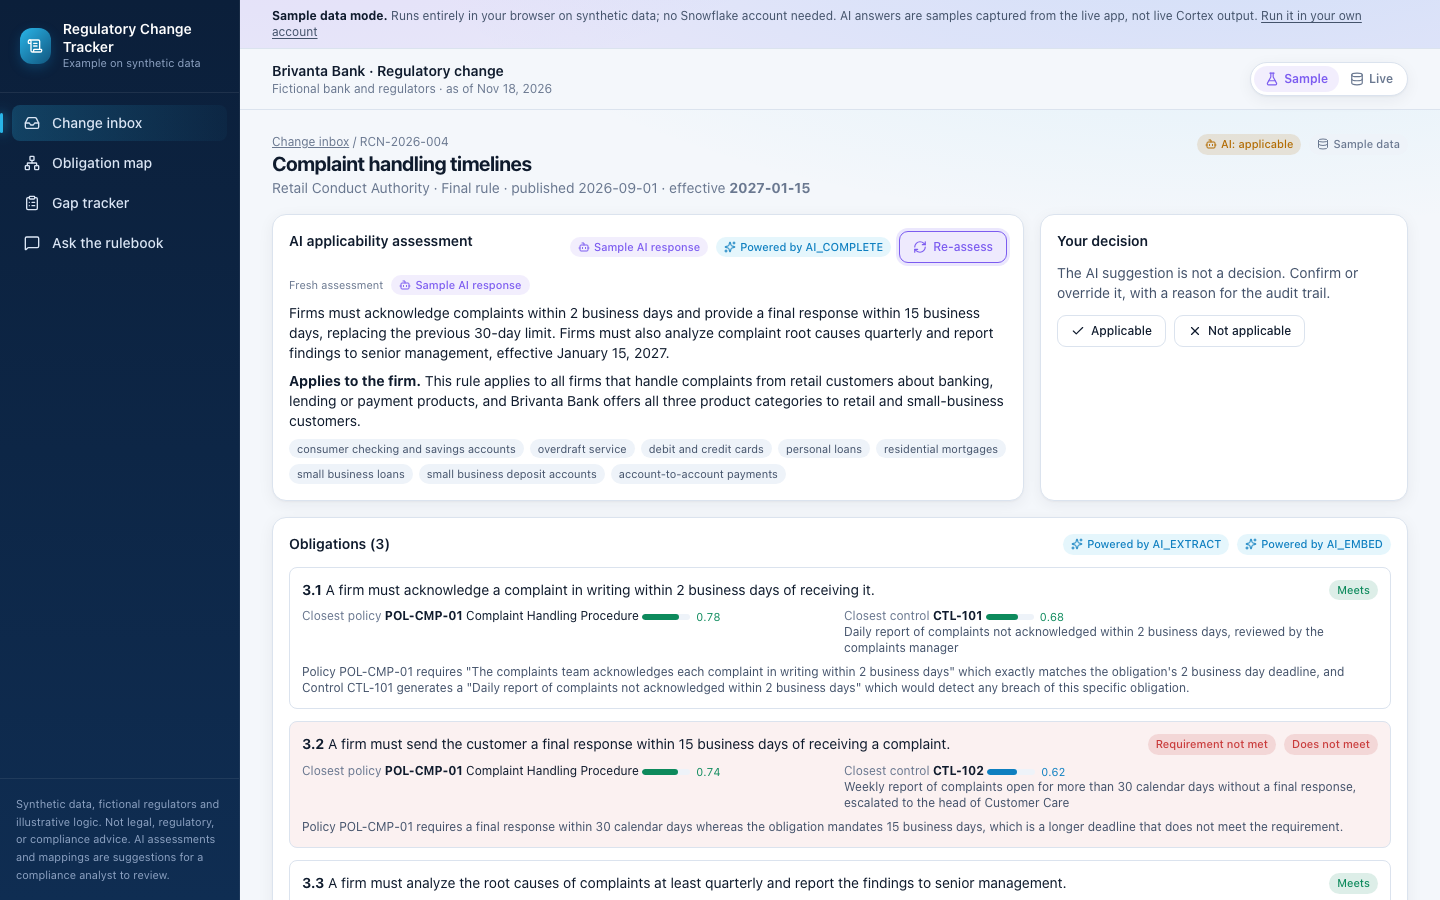 Regulatory Change
Tracker
Example on synthetic data
Change inbox
Obligation map
Gap tracker
Ask the rulebook
Synthetic data, fictional regulators and
illustrative logic. Not legal, regulatory,
or compliance advice. AI assessments
and mappings are suggestions for a
compliance analyst to review.
Sample data mode. Runs entirely in your browser on synthetic data; no Snowflake account needed. AI answers are samples captured from the live app, not live Cortex output. Run it in your own
account
Brivanta Bank · Regulatory change
Fictional bank and regulators · as of Nov 18, 2026
Sample
Live
Change inbox / RCN-2026-004
Complaint handling timelines
Retail Conduct Authority · Final rule · published 2026-09-01 · effective 2027-01-15
AI: applicable
Sample data
AI applicability assessment
Sample AI response
Powered by AI_COMPLETE
Re-assess
Fresh assessment
Sample AI response
Firms must acknowledge complaints within 2 business days and provide a final response within 15 business
days, replacing the previous 30-day limit. Firms must also analyze complaint root causes quarterly and report
findings to senior management, effective January 15, 2027.
Applies to the firm. This rule applies to all firms that handle complaints from retail customers about banking,
lending or payment products, and Brivanta Bank offers all three product categories to retail and small-business
customers.
consumer checking and savings accounts
overdraft service
debit and credit cards
personal loans
residential mortgages
small business loans
small business deposit accounts
account-to-account payments
Your decision
The AI suggestion is not a decision. Confirm or
override it, with a reason for the audit trail.
Applicable
Not applicable
Obligations (3)
Powered by AI_EXTRACT
Powered by AI_EMBED
3.1 A firm must acknowledge a complaint in writing within 2 business days of receiving it.
Meets
Closest policy POL-CMP-01 Complaint Handling Procedure 0.78
Closest control CTL-101 0.68
Daily report of complaints not acknowledged within 2 business days, reviewed by the
complaints manager
Policy POL-CMP-01 requires "The complaints team acknowledges each complaint in writing within 2 business days" which exactly matches the obligation's 2 business day deadline, and
Control CTL-101 generates a "Daily report of complaints not acknowledged within 2 business days" which would detect any breach of this specific obligation.
3.2 A firm must send the customer a final response within 15 business days of receiving a complaint.
Requirement not met
Does not meet
Closest policy POL-CMP-01 Complaint Handling Procedure 0.74
Closest control CTL-102 0.62
Weekly report of complaints open for more than 30 calendar days without a final response,
escalated to the head of Customer Care
Policy POL-CMP-01 requires a final response within 30 calendar days whereas the obligation mandates 15 business days, which is a longer deadline that does not meet the requirement.
3.3 A firm must analyze the root causes of complaints at least quarterly and report the findings to senior management.
Meets